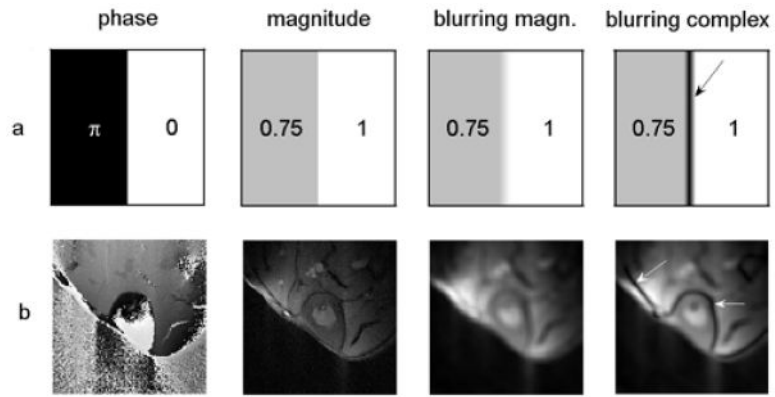 phase magnitude blurring magn. blurring complex
a π 0 0.75 1 0.75 1 0.75 1
b